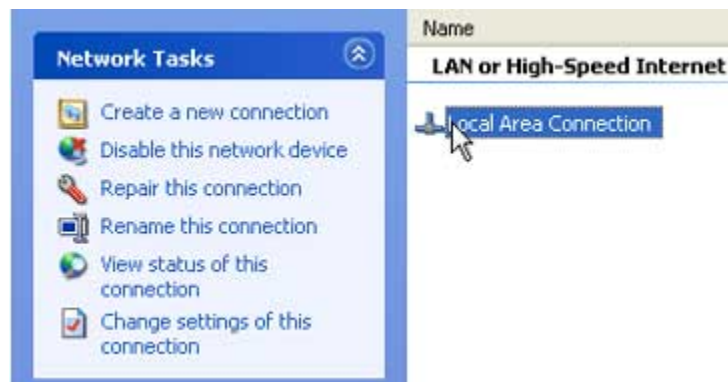 Network Tasks
Create a new connection
Disable this network device
Repair this connection
Rename this connection
View status of this
connection
Change settings of this
connection
Name
LAN or High-Speed Internet
Local Area Connection